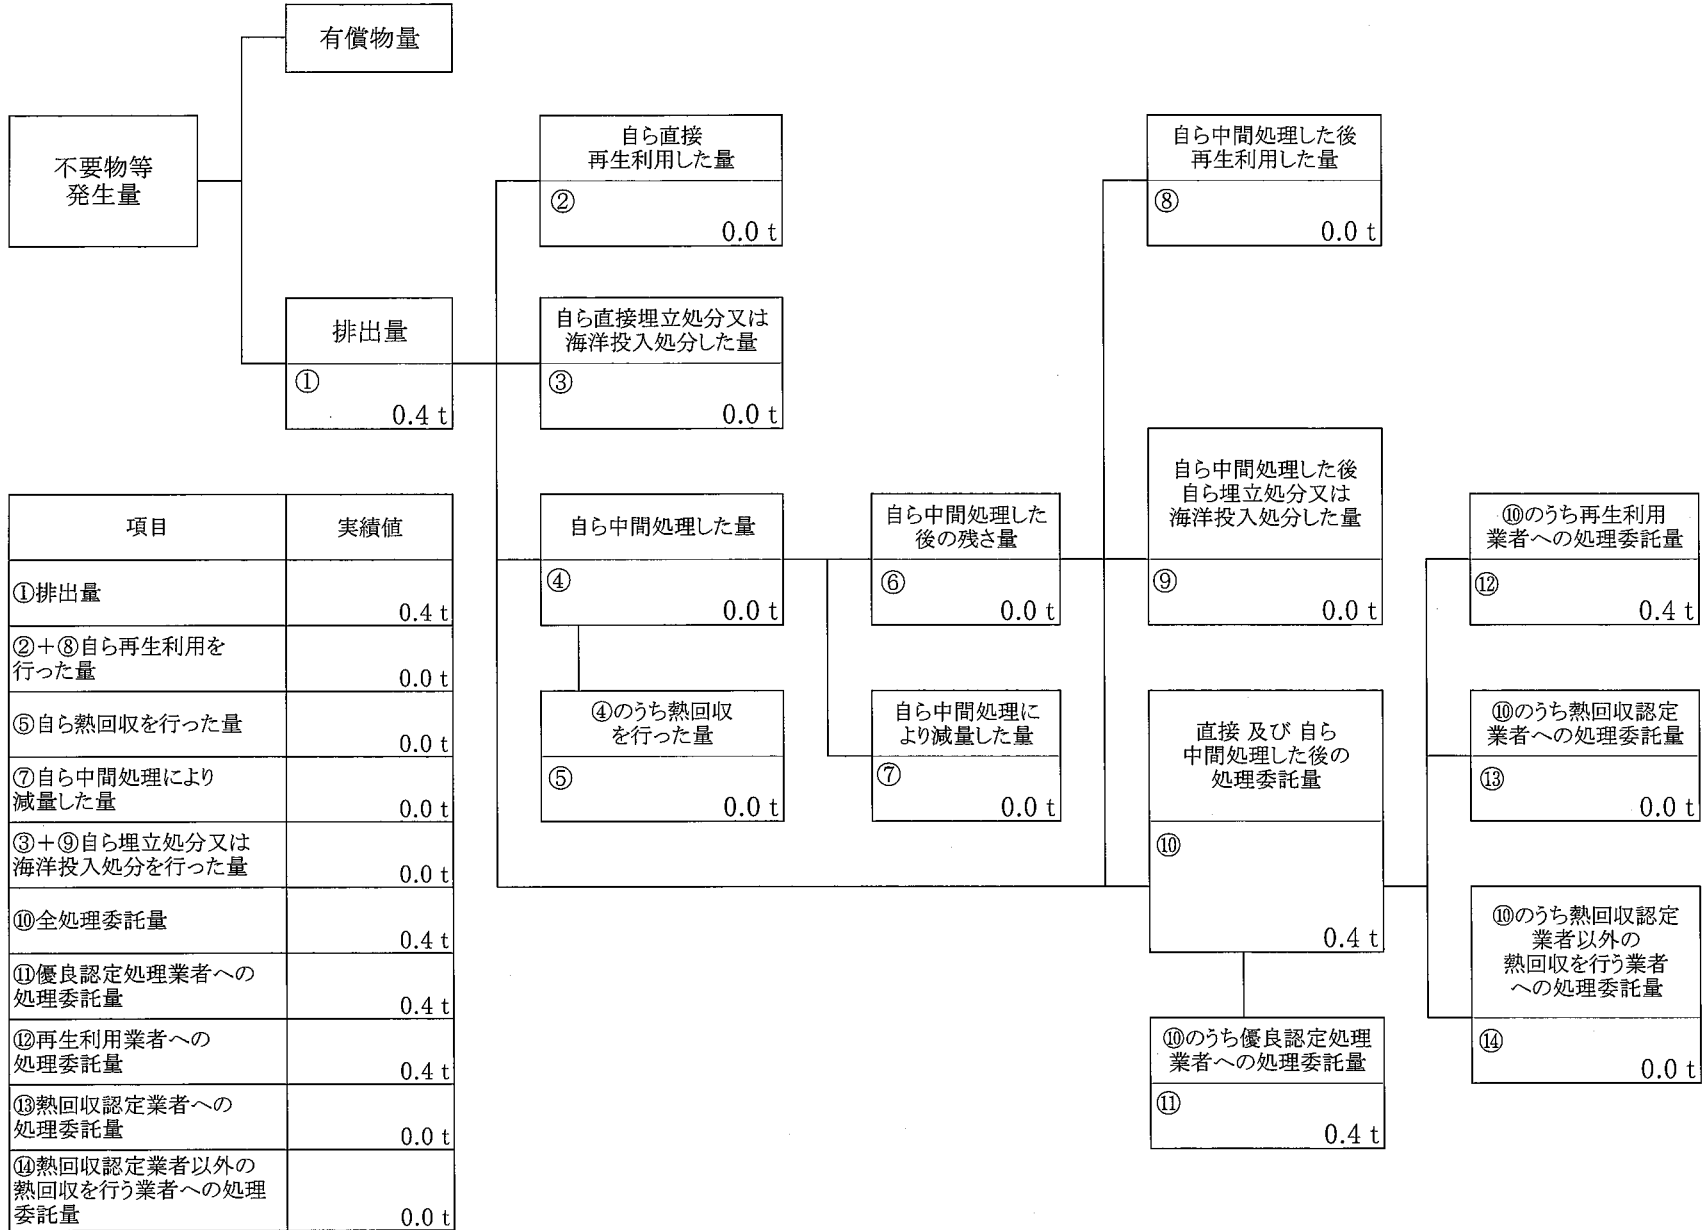 有償物量
不要物等
発生量
自ら直接
再生利用した量
②
0.0 t
自ら中間処理した後
再生利用した量
⑧
0.0 t
排出量
①
0.4 t
自ら直接埋立処分又は
海洋投入処分した量
③
0.0 t
自ら中間処理した量
④
0.0 t
自ら中間処理した
後の残さ量
⑥
0.0 t
自ら中間処理した後
自ら埋立処分又は
海洋投入処分した量
⑨
0.0 t
⑩のうち再生利用
業者への処理委託量
⑫
0.4 t
④のうち熱回収
を行った量
⑤
0.0 t
自ら中間処理に
より減量した量
⑦
0.0 t
直接 及び 自ら
中間処理した後の
処理委託量
⑩
0.4 t
⑩のうち熱回収認定
業者への処理委託量
⑬
0.0 t
⑩のうち熱回収認定
業者以外の
熱回収を行う業者
への処理委託量
⑭
0.0 t
⑩のうち優良認定処理
業者への処理委託量
⑪
0.4 t
項目 実績値
①排出量
0.4 t
②+⑧自ら再生利用を
行った量
0.0 t
⑤自ら熱回収を行った量
0.0 t
⑦自ら中間処理により
減量した量
0.0 t
③+⑨自ら埋立処分又は
海洋投入処分を行った量
0.0 t
⑩全処理委託量
0.4 t
⑪優良認定処理業者への
処理委託量
0.4 t
⑫再生利用業者への
処理委託量
0.4 t
⑬熱回収認定業者への
処理委託量
0.0 t
⑭熱回収認定業者以外の
熱回収を行う業者への処理
委託量
0.0 t